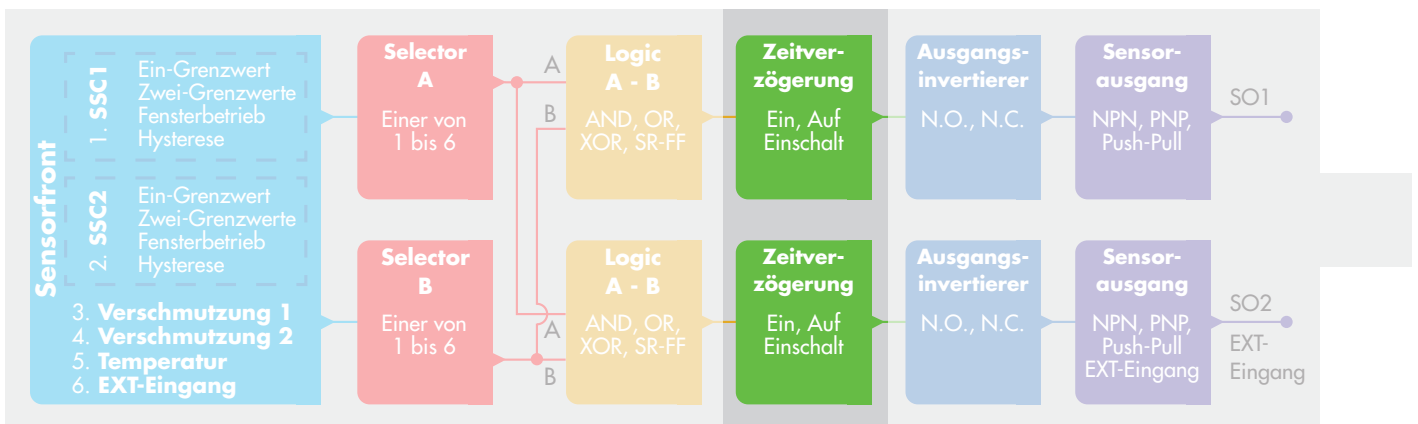 Sensorfront
1. SSC1
Ein-Grenzwert
Zwei-Grenzwerte
Fensterbetrieb
Hysterese
2. SSC2
Ein-Grenzwert
Zwei-Grenzwerte
Fensterbetrieb
Hysterese
3. Verschmutzung 1
4. Verschmutzung 2
5. Temperatur
6. EXT-Eingang
Selector
A
Einer von
1 bis 6
A
B
Logic
A - B
AND, OR,
XOR, SR-FF
Zeitver-
zögerung
Ein, Auf
Einschalt
Ausgangs-
invertierer
N.O., N.C.
Sensor-
ausgang
NPN, PNP,
Push-Pull
SO1
Selector
B
Einer von
1 bis 6
A
B
Logic
A - B
AND, OR,
XOR, SR-FF
Zeitver-
zögerung
Ein, Auf
Einschalt
Ausgangs-
invertierer
N.O., N.C.
Sensor-
ausgang
NPN, PNP,
Push-Pull
EXT-Eingang
SO2
EXT-
Eingang